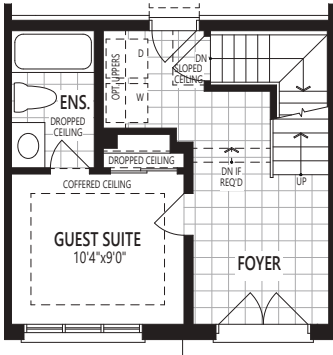 D
DN
SLOPED
CEILING
OPT. UPPERS
W
ENS.
DROPPED
CEILING
DROPPED CEILING
DN IF
REQ'D
UP
COFFERED CEILING
GUEST SUITE
10'4"x9'0"
FOYER